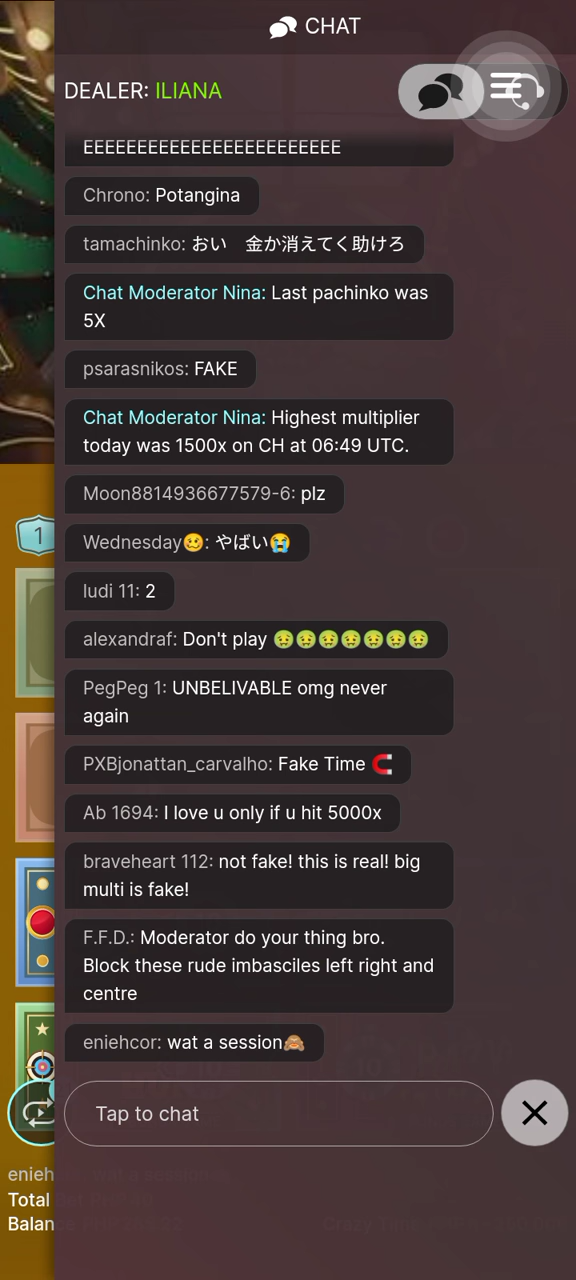 CHAT
DEALER: ILIANA
EEEEEEEEEEEEEEEEEEEEEEEE
Chrono: Potangina
tamachinko: おい　金か消えてく助けろ
Chat Moderator Nina: Last pachinko was
5X
psarasnikos: FAKE
Chat Moderator Nina: Highest multiplier
today was 1500x on CH at 06:49 UTC.
Moon8814936677579-6: plz
Wednesday🥴: やばい😭
ludi 11: 2
alexandraf: Don't play 🤢🤢🤢🤢🤢🤢🤢
PegPeg 1: UNBELIVABLE omg never
again
PXBjonattan_carvalho: Fake Time 🧲
Ab 1694: I love u only if u hit 5000x
braveheart 112: not fake! this is real! big
multi is fake!
F.F.D.: Moderator do your thing bro.
Block these rude imbasciles left right and
centre
eniehcor: wat a session🙈
1
Tap to chat
enieh
Total
Balan